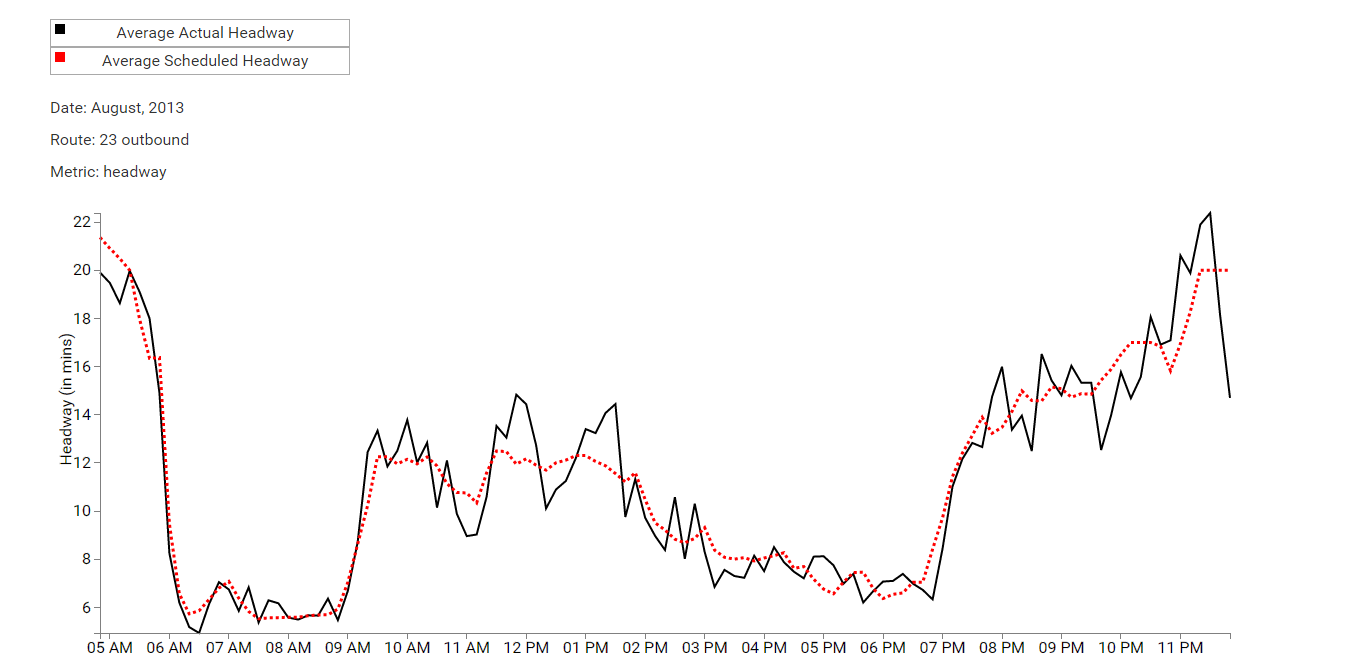 Average Actual Headway
Average Scheduled Headway
Date: August, 2013
Route: 23 outbound
Metric: headway
Headway (in mins)
22
20
18
16
14
12
10
8
6
05 AM 06 AM 07 AM 08 AM 09 AM 10 AM 11 AM 12 PM 01 PM 02 PM 03 PM 04 PM 05 PM 06 PM 07 PM 08 PM 09 PM 10 PM 11 PM